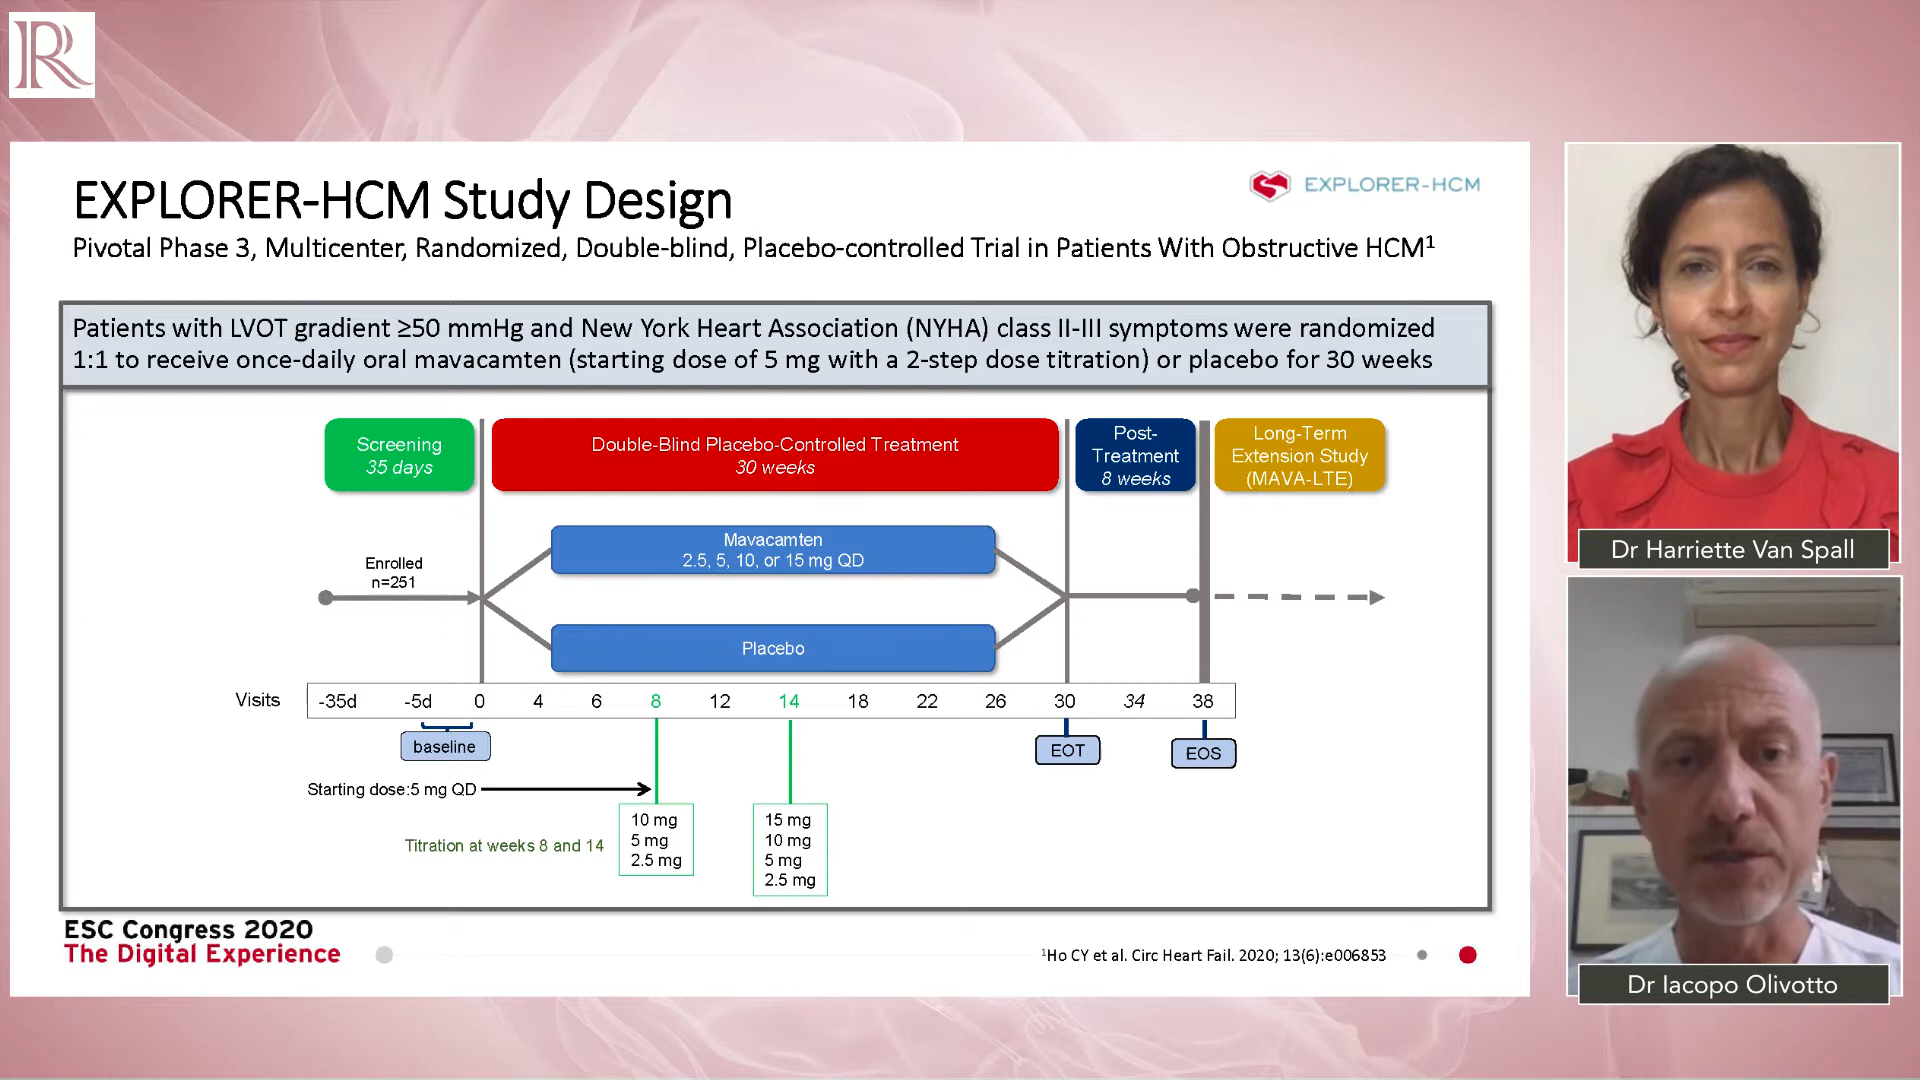 R
EXPLORER-HCM Study Design
EXPLORER-HCM
Pivotal Phase 3, Multicenter, Randomized, Double-blind, Placebo-controlled Trial in Patients With Obstructive HCM¹
Patients with LVOT gradient ≥50 mmHg and New York Heart Association (NYHA) class II-III symptoms were randomized
1:1 to receive once-daily oral mavacamten (starting dose of 5 mg with a 2-step dose titration) or placebo for 30 weeks
Screening
35 days
Double-Blind Placebo-Controlled Treatment
30 weeks
Post-
Treatment
8 weeks
Long-Term
Extension Study
(MAVA-LTE)
Enrolled
n=251
Mavacamten
2.5, 5, 10, or 15 mg QD
Placebo
Visits -35d -5d 0 4 6 8 12 14 18 22 26 30 34 38
baseline
EOT
EOS
Starting dose:5 mg QD
Titration at weeks 8 and 14
10 mg
5 mg
2.5 mg
15 mg
10 mg
5 mg
2.5 mg
ESC Congress 2020
The Digital Experience
¹Ho CY et al. Circ Heart Fail. 2020; 13(6):e006853
Dr Harriette Van Spall
Dr Iacopo Olivotto